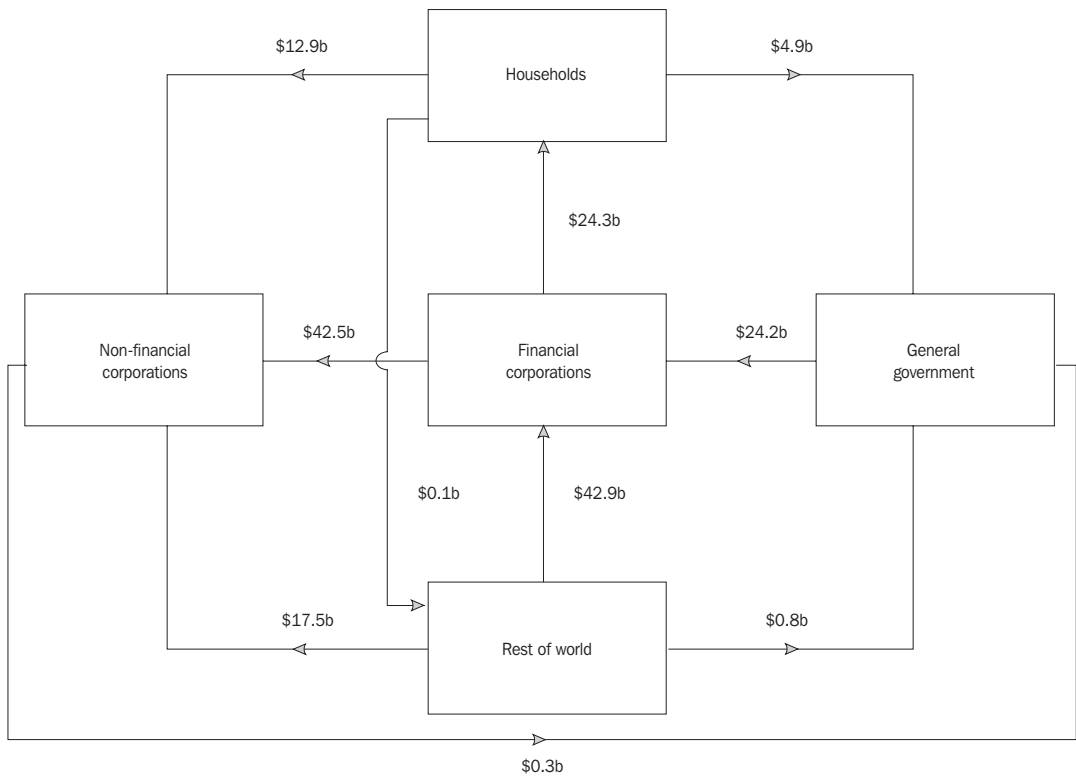 $12.9b
$4.9b
Households
$24.3b
$42.5b
$24.2b
Non-financial
corporations
Financial
corporations
General
government
$0.1b
$42.9b
$17.5b
$0.8b
Rest of world
$0.3b